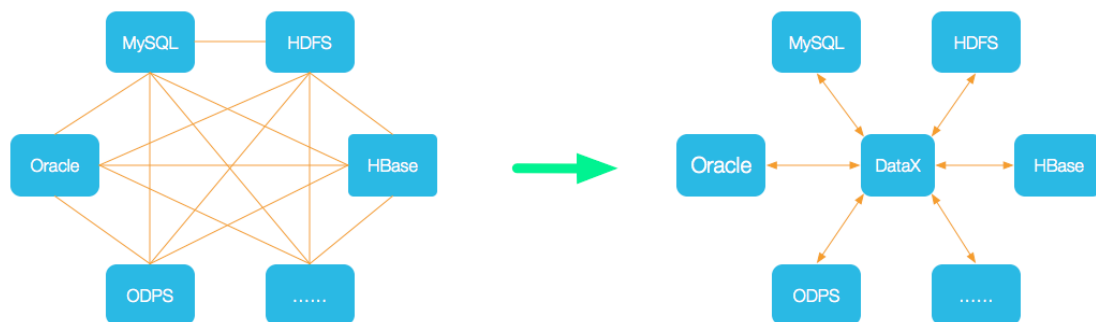 MySQL
HDFS
Oracle
HBase
ODPS
......
MySQL
HDFS
Oracle
DataX
HBase
ODPS
......